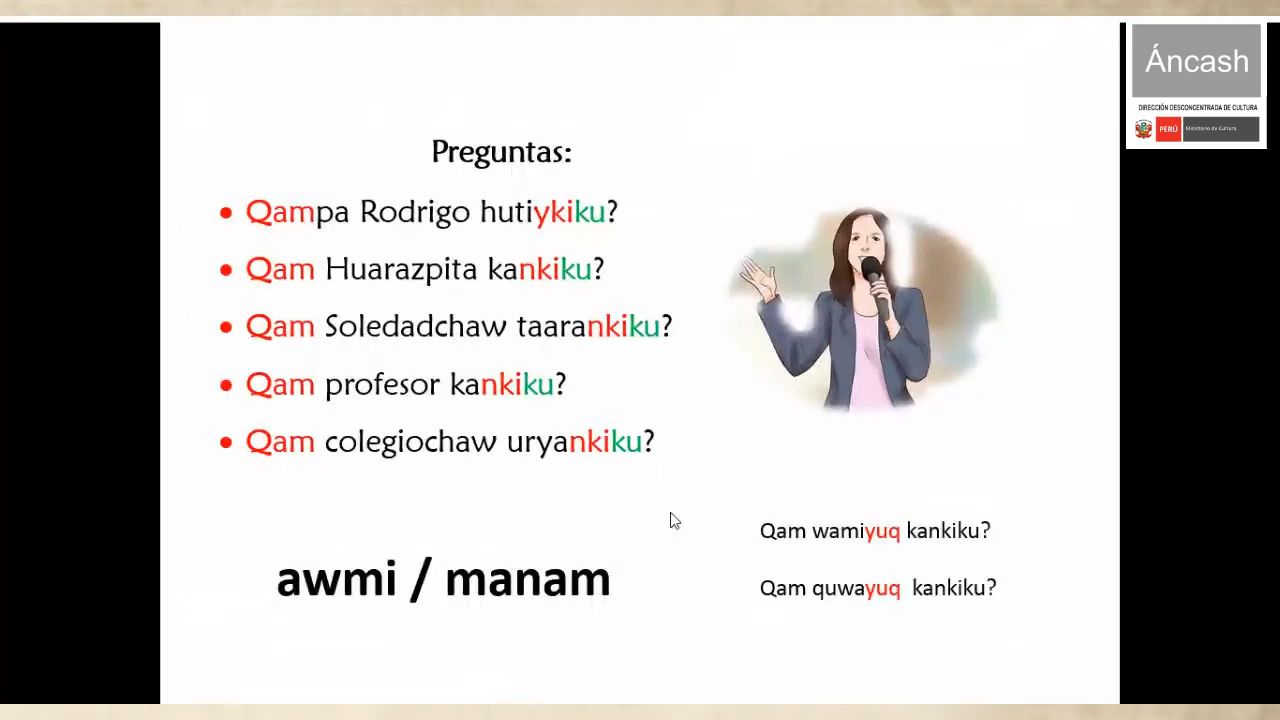 Áncash
DIRECCIÓN DESCONCENTRADA DE CULTURA
PERÚ
Ministerio de Cultura
Preguntas:
• Qampa Rodrigo hutiykiku?
• Qam Huarazpita kankiku?
• Qam Soledadchaw taarankiku?
• Qam profesor kankiku?
• Qam colegiochaw uryankiku?
Qam wamiyuq kankiku?
Qam quwayuq kankiku?
awmi / manam